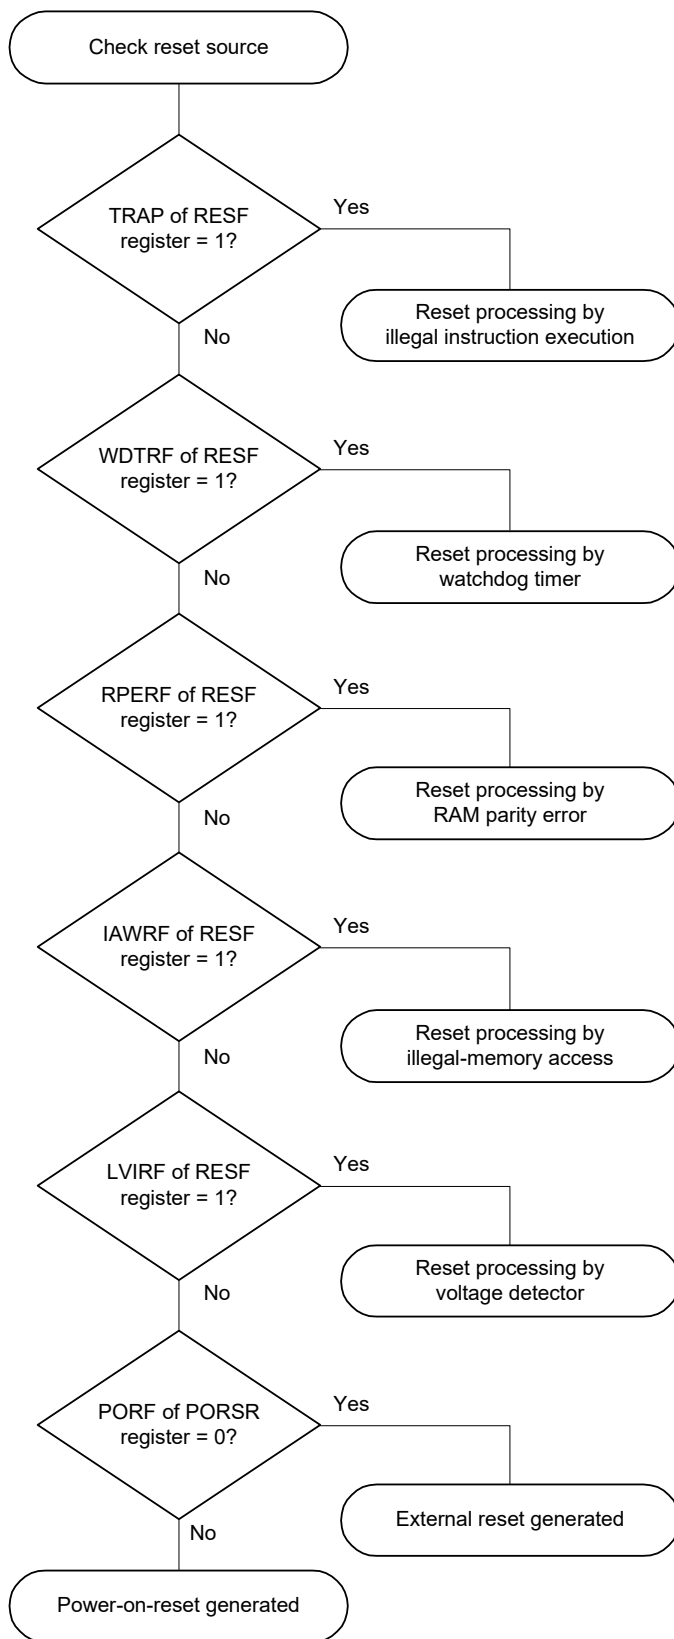 Check reset source
TRAP of RESF
register = 1?
Yes
Reset processing by
illegal instruction execution
No
WDTRF of RESF
register = 1?
Yes
Reset processing by
watchdog timer
No
RPERF of RESF
register = 1?
Yes
Reset processing by
RAM parity error
No
IAWRF of RESF
register = 1?
Yes
Reset processing by
illegal-memory access
No
LVIRF of RESF
register = 1?
Yes
Reset processing by
voltage detector
No
PORF of PORSR
register = 0?
Yes
External reset generated
No
Power-on-reset generated